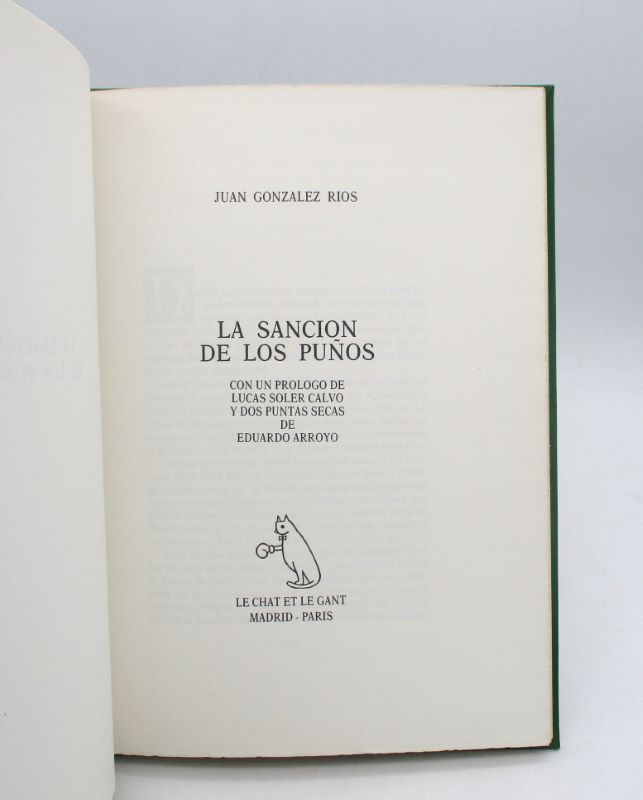 JUAN GONZALEZ RIOS
LA SANCION
DE LOS PUÑOS
CON UN PROLOGO DE
LUCAS SOLER CALVO
Y DOS PUNTAS SECAS
DE
EDUARDO ARROYO
LE CHAT ET LE GANT
MADRID - PARIS